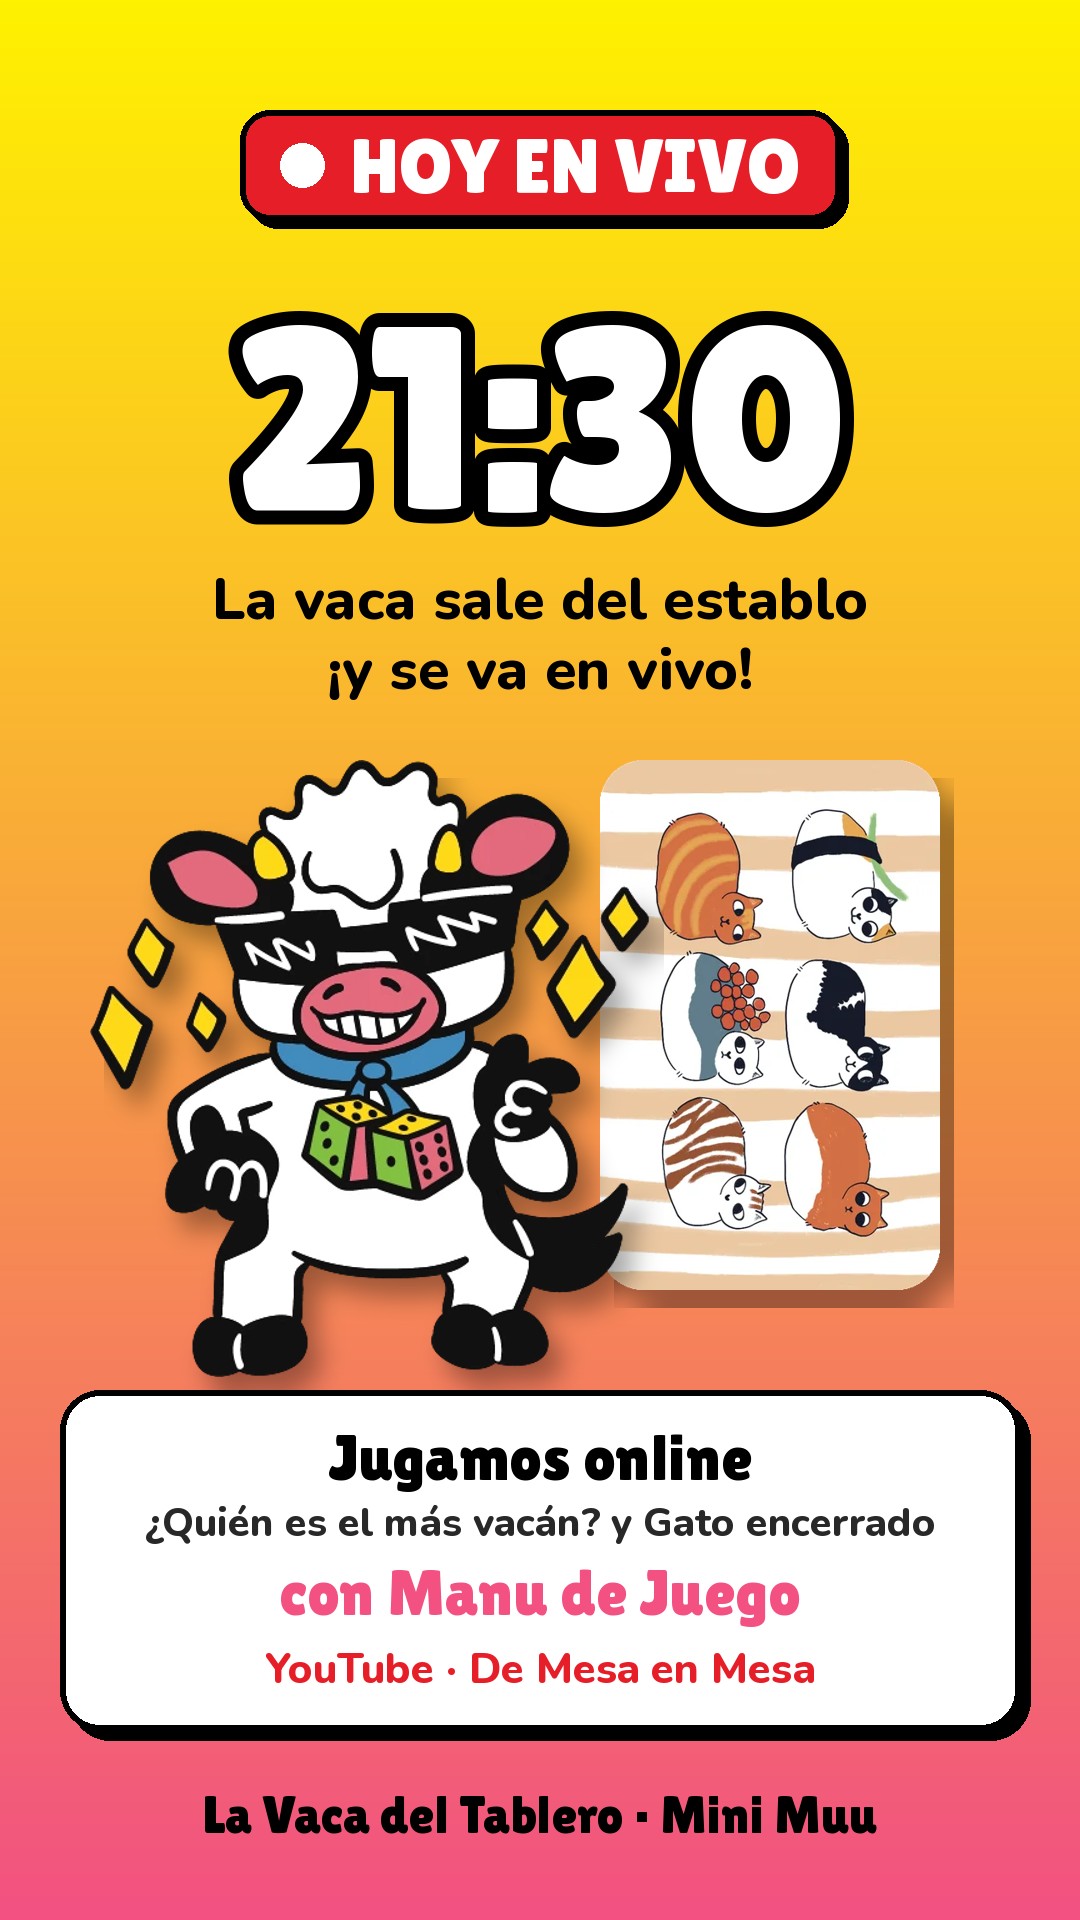 HOY EN VIVO
21:30
La vaca sale del establo
¡y se va en vivo!
Jugamos online
¿Quién es el más vacán? y Gato encerrado
con Manu de Juego
YouTube · De Mesa en Mesa
La Vaca del Tablero · Mini Muu